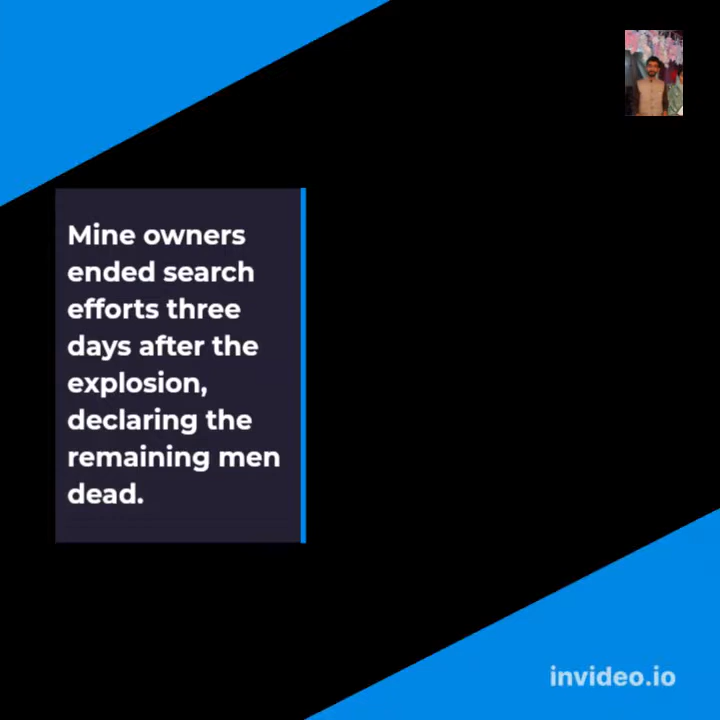 Mine owners
ended search
efforts three
days after the
explosion,
declaring the
remaining men
dead.
invideo.io